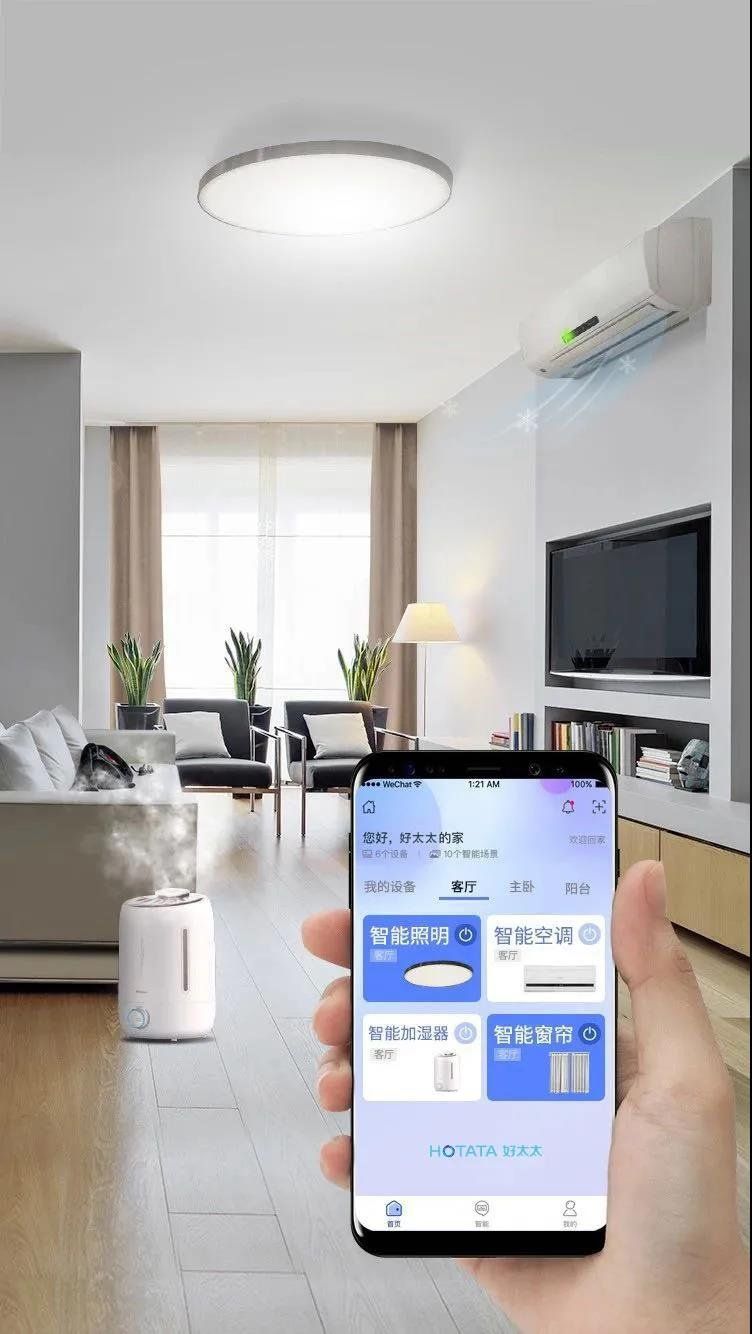 WeChat 1:21 AM 100%
您好，好太太的家 欢迎回家
6个设备 | 10个智能场景
我的设备 客厅 主卧 阳台
智能照明 智能空调
客厅 客厅
智能加湿器 智能窗帘
客厅 客厅
HOTATA 好太太
首页 智能 我的